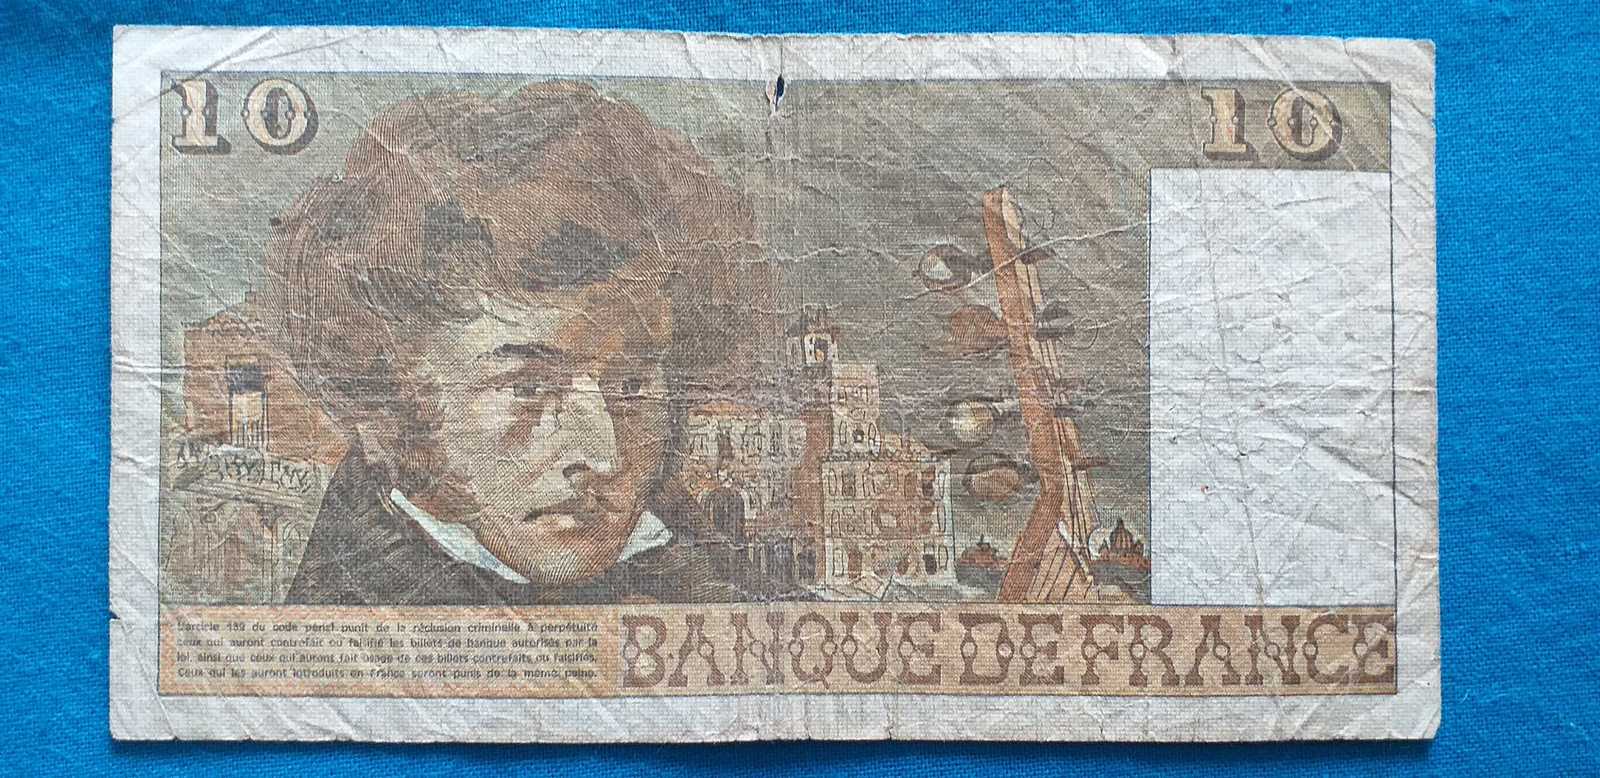 10
10
L'article 139 du code pénal punit de la réclusion criminelle à perpétuité
ceux qui auront contrefait ou falsifié les billets de banque autorisés par la
loi, ainsi que ceux qui auront fait usage de ces billets contrefaits ou falsifiés.
Ceux qui les auront introduits en France seront punis de la même peine.
BANQUE DE FRANCE